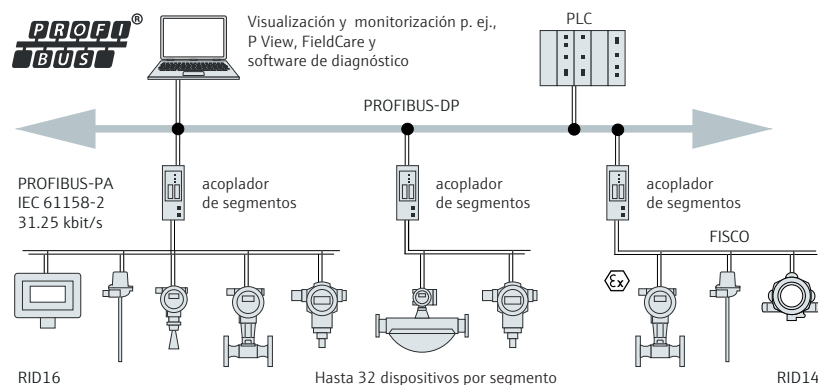 PROFI
BUS
®
Visualización y monitorización p. ej.,
P View, FieldCare y
software de diagnóstico
PLC
PROFIBUS-DP
PROFIBUS-PA
IEC 61158-2
31.25 kbit/s
acoplador
de segmentos
acoplador
de segmentos
acoplador
de segmentos
FISCO
Ex
RID16
Hasta 32 dispositivos por segmento
RID14